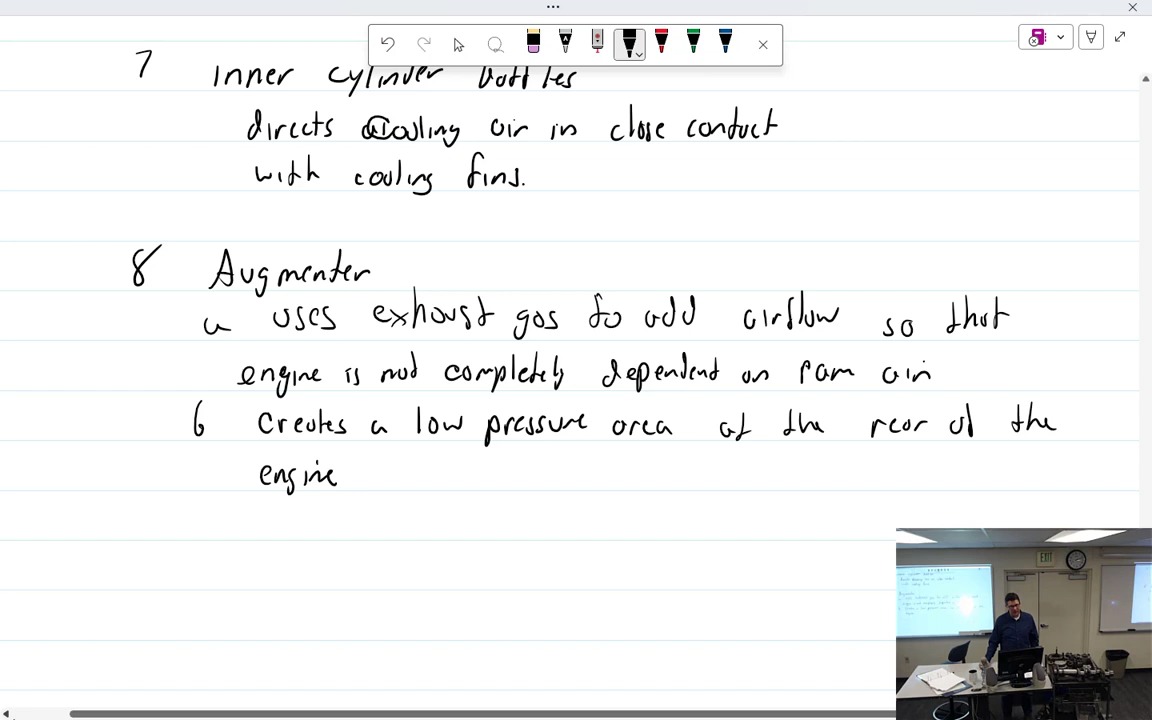 7 Inner cylinder baffles
directs cooling air in close conduct
with cooling fins.
8 Augmenter
a uses exhaust gas to add airflow so that
engine is not completely dependent on ram air
b Creates a low pressure area at the rear of the
engine
EXIT